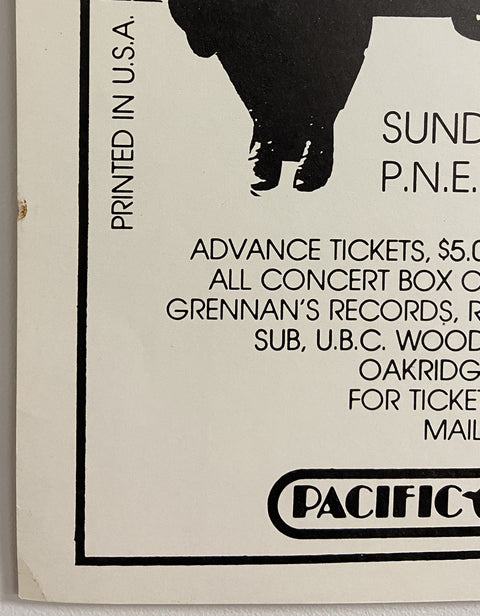 PRINTED IN U.S.A.
SUND
P.N.E.
ADVANCE TICKETS, $5.0
ALL CONCERT BOX O
GRENNAN'S RECORDS, R
SUB, U.B.C. WOOD
OAKRIDG
FOR TICKET
MAIL
PACIFIC